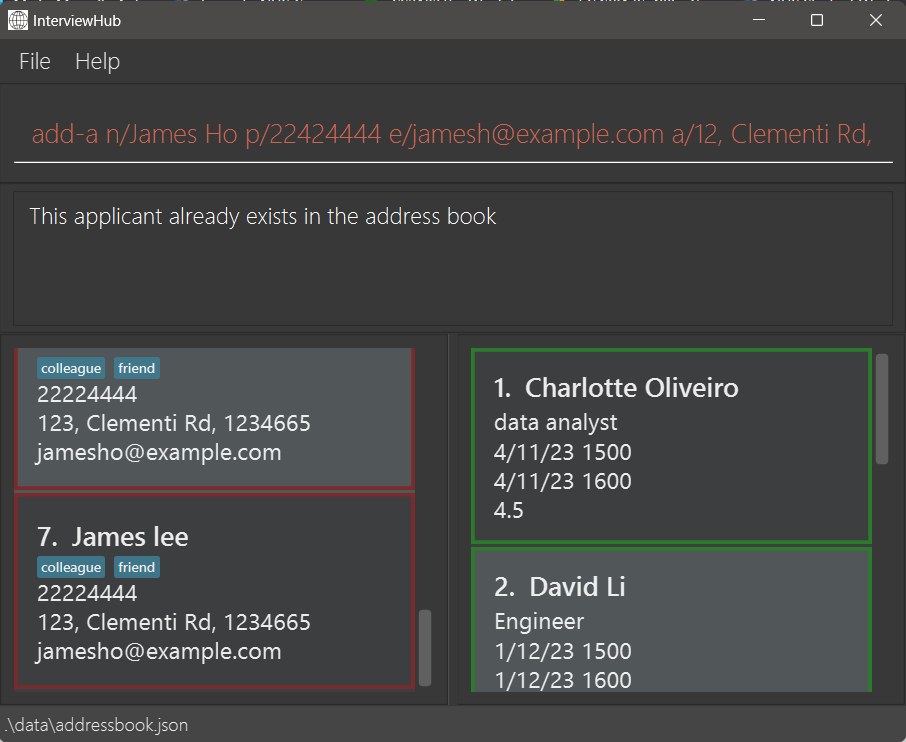 InterviewHub
File Help
add-a n/James Ho p/22424444 e/jamesh@example.com a/12, Clementi Rd,
This applicant already exists in the address book
colleague friend
22224444
123, Clementi Rd, 1234665
jamesho@example.com
7. James lee
colleague friend
22224444
123, Clementi Rd, 1234665
jamesho@example.com
1. Charlotte Oliveiro
data analyst
4/11/23 1500
4/11/23 1600
4.5
2. David Li
Engineer
1/12/23 1500
1/12/23 1600
.\data\addressbook.json